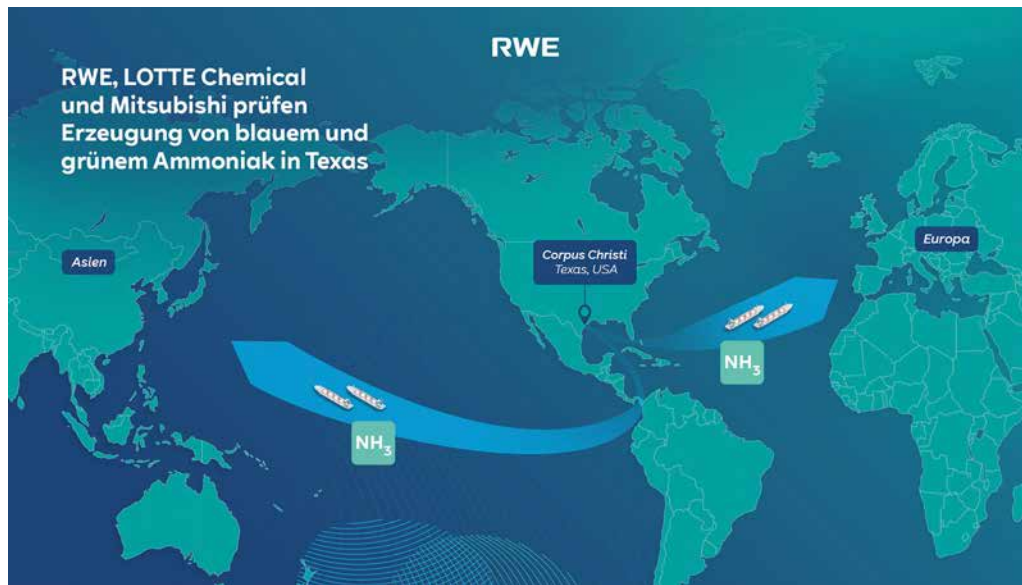 RWE
RWE, LOTTE Chemical
und Mitsubishi prüfen
Erzeugung von blauem und
grünem Ammoniak in Texas
Asien
Corpus Christi
Texas, USA
Europa
NH₃
NH₃